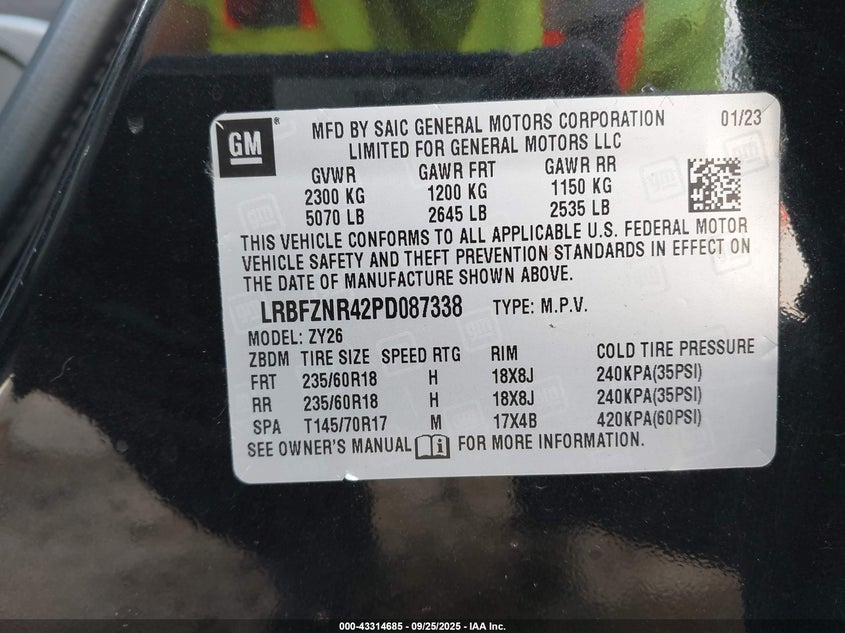 GM
®
MFD BY SAIC GENERAL MOTORS CORPORATION 01/23
LIMITED FOR GENERAL MOTORS LLC
GVWR GAWR FRT GAWR RR
2300 KG 1200 KG 1150 KG
5070 LB 2645 LB 2535 LB
THIS VEHICLE CONFORMS TO ALL APPLICABLE U.S. FEDERAL MOTOR
VEHICLE SAFETY AND THEFT PREVENTION STANDARDS IN EFFECT ON
THE DATE OF MANUFACTURE SHOWN ABOVE.
LRBFZNR42PD087338 TYPE: M.P.V.
MODEL: ZY26
ZBDM TIRE SIZE SPEED RTG RIM COLD TIRE PRESSURE
FRT 235/60R18 H 18X8J 240KPA(35PSI)
RR 235/60R18 H 18X8J 240KPA(35PSI)
SPA T145/70R17 M 17X4B 420KPA(60PSI)
SEE OWNER'S MANUAL i FOR MORE INFORMATION.
000-43314685 - 09/25/2025 - IAA Inc.